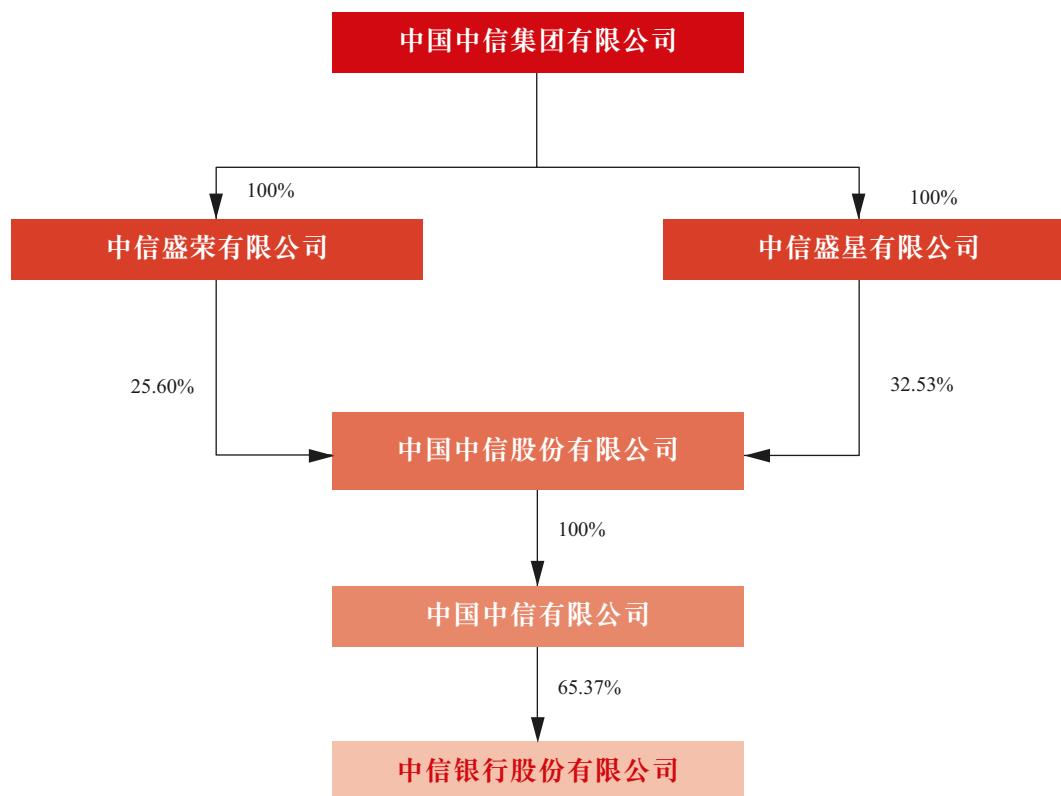 中国中信集团有限公司
100%
100%
中信盛荣有限公司
中信盛星有限公司
25.60%
32.53%
中国中信股份有限公司
100%
中国中信有限公司
65.37%
中信银行股份有限公司